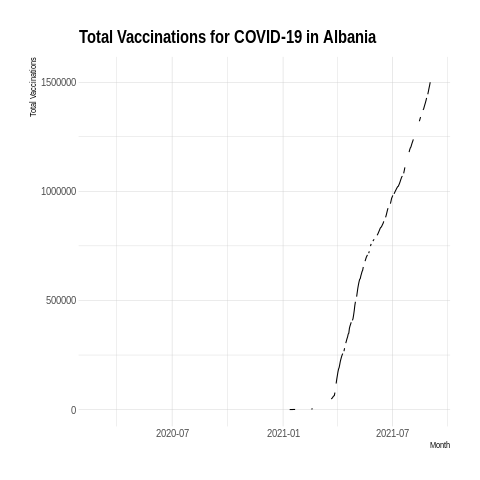 Total Vaccinations for COVID-19 in Albania
Total Vaccinations
1500000
1000000
500000
0
2020-07
2021-01
2021-07
Month